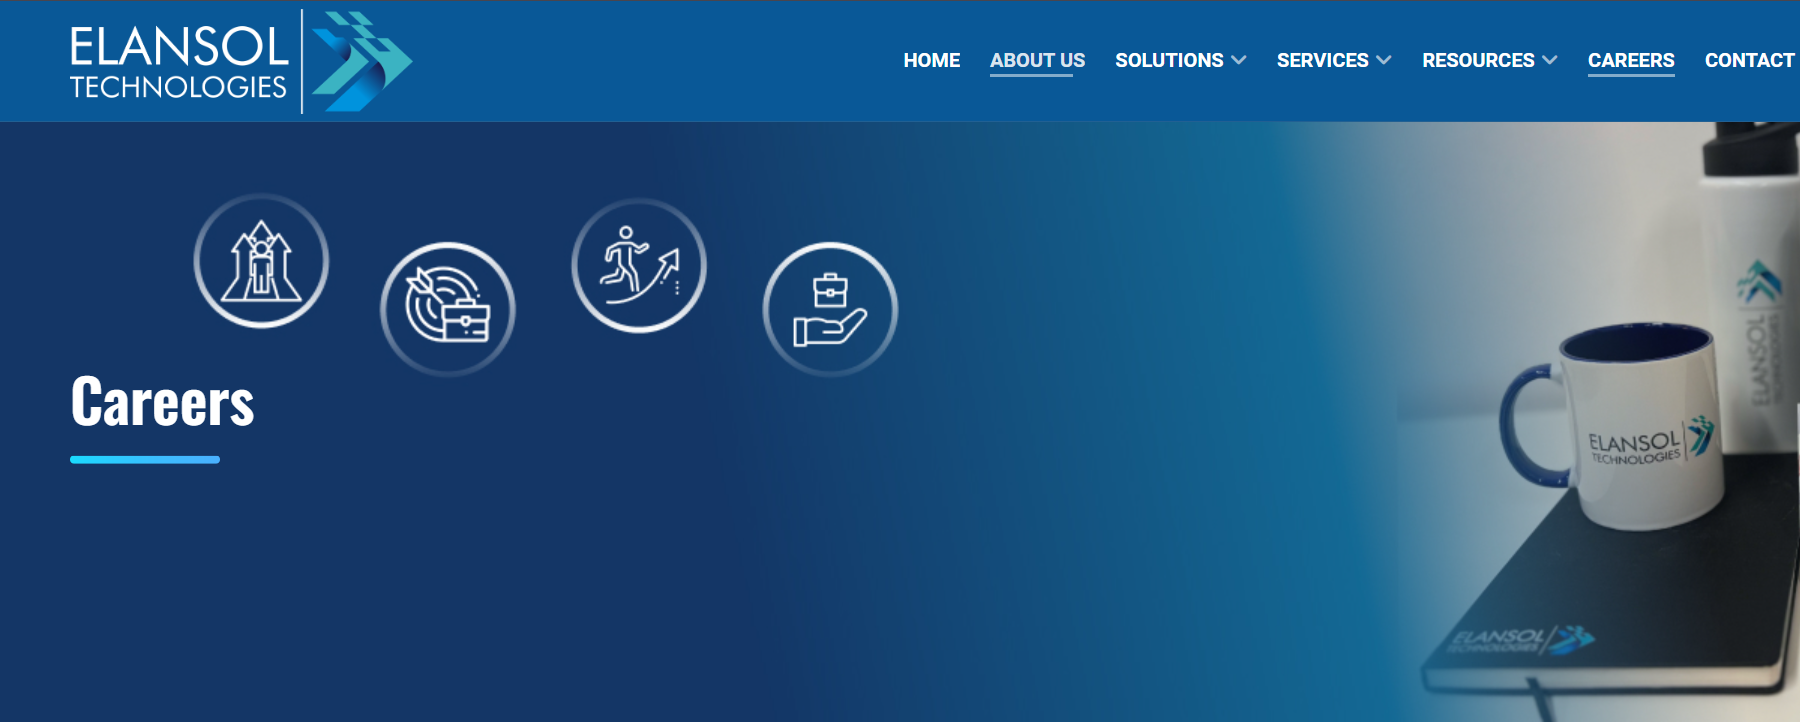 ELANSOL
TECHNOLOGIES
HOME ABOUT US SOLUTIONS SERVICES RESOURCES CAREERS CONTACT
Careers
ELANSOL
TECHNOLOGIES
ELANSOL
TECHNOLOGIES
ELANSOL
TECHNOLOGIES